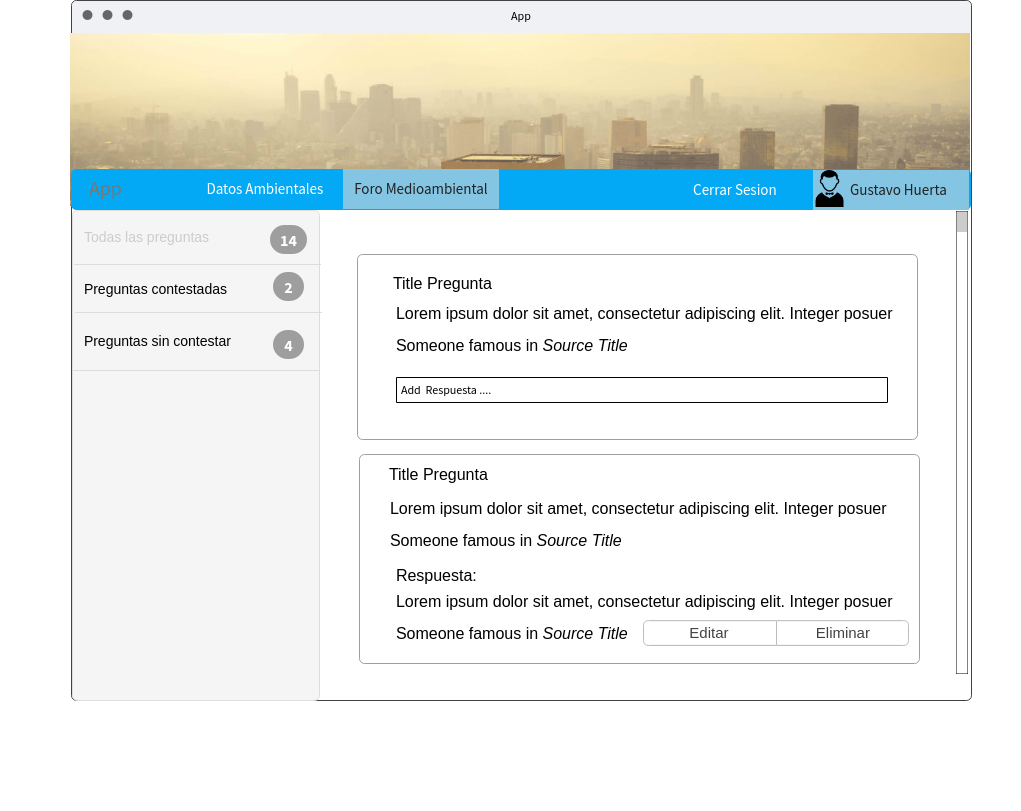 App
App
Datos Ambientales
Foro Medioambiental
Cerrar Sesion
Gustavo Huerta
Todas las preguntas
14
Preguntas contestadas
2
Preguntas sin contestar
4
Title Pregunta
Lorem ipsum dolor sit amet, consectetur adipiscing elit. Integer posuer
Someone famous in Source Title
Add Respuesta ....
Title Pregunta
Lorem ipsum dolor sit amet, consectetur adipiscing elit. Integer posuer
Someone famous in Source Title
Respuesta:
Lorem ipsum dolor sit amet, consectetur adipiscing elit. Integer posuer
Someone famous in Source Title
Editar
Eliminar